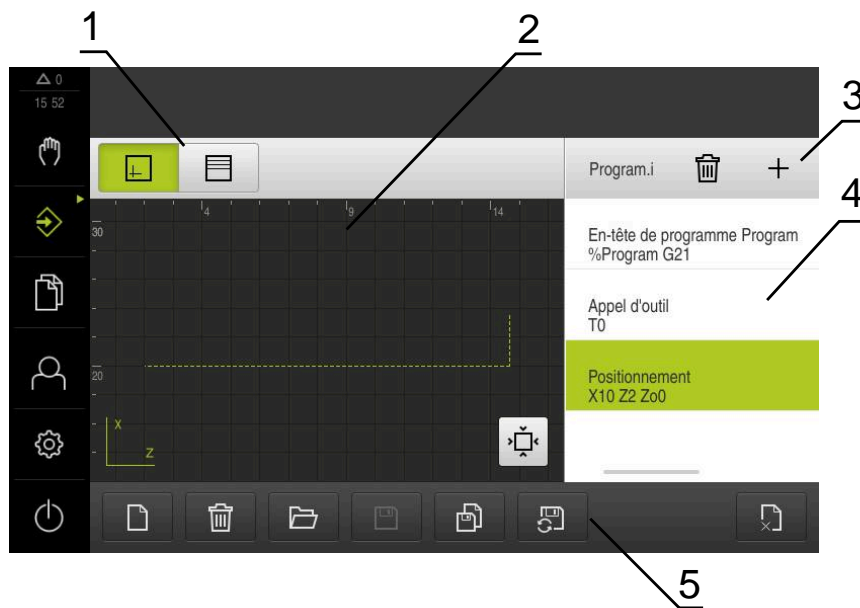 1
2
3
4
5
0
15 52
Program.i
4
9
14
30
20
X
Z
En-tête de programme Program
%Program G21
Appel d'outil
T0
Positionnement
X10 Z2 Zo0